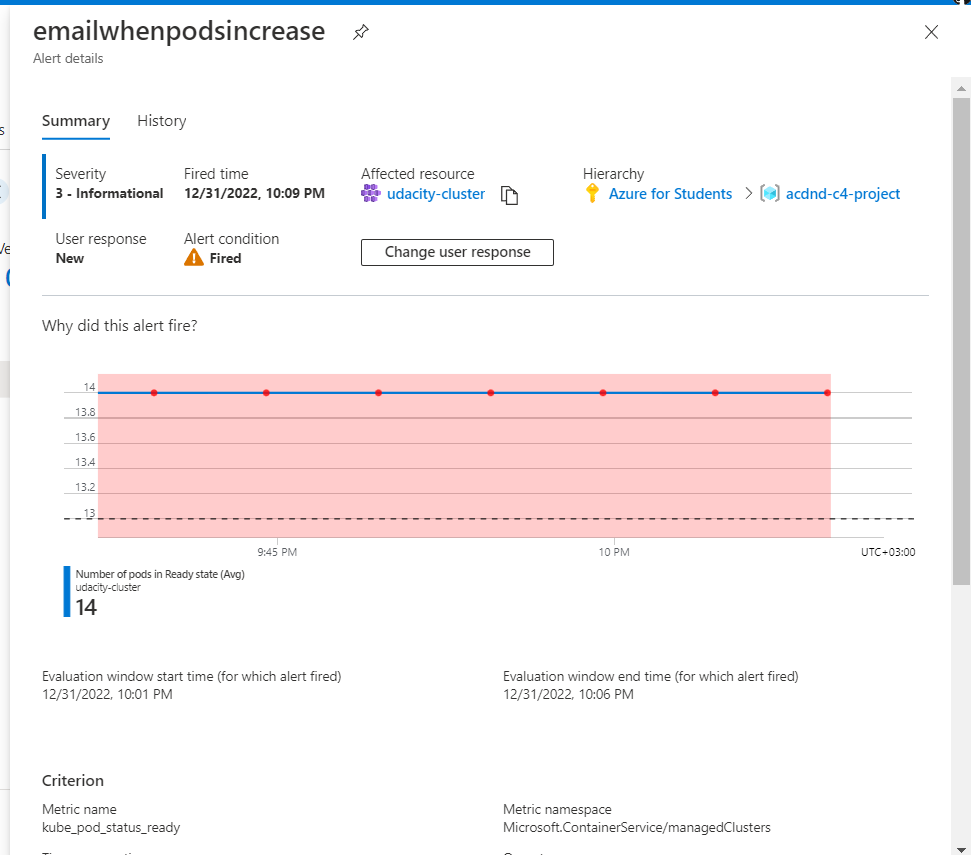 emailwhenpodsincrease
Alert details
Summary History
Severity Fired time Affected resource Hierarchy
3 - Informational 12/31/2022, 10:09 PM udacity-cluster Azure for Students > acdnd-c4-project
User response Alert condition Change user response
New Fired
Why did this alert fire?
14
13.8
13.6
13.4
13.2
13
9:45 PM 10 PM UTC+03:00
Number of pods in Ready state (Avg)
udacity-cluster
14
Evaluation window start time (for which alert fired) Evaluation window end time (for which alert fired)
12/31/2022, 10:01 PM 12/31/2022, 10:06 PM
Criterion
Metric name Metric namespace
kube_pod_status_ready Microsoft.ContainerService/managedClusters